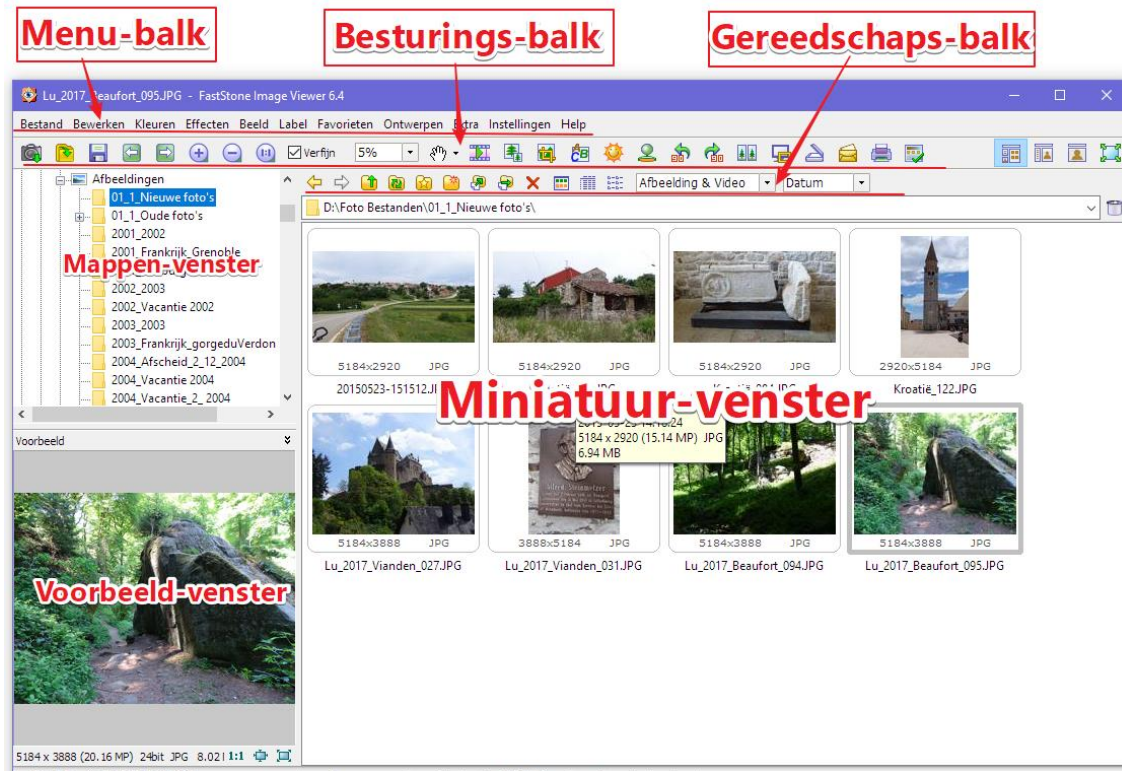 Menu-balk
Besturings-balk
Gereedschaps-balk
Lu_2017_Beaufort_095.JPG - FastStone Image Viewer 6.4
Bestand Bewerken Kleuren Effecten Beeld Label Favorieten Ontwerpen Extra Instellingen Help
Verfijn 5%
Afbeeldingen
01_1_Nieuwe foto's
01_1_Oude foto's
2001_2002
2001_Frankrijk_Grenoble
Mappen-venster
2002_2003
2002_Vacantie 2002
2003_2003
2003_Frankrijk_gorgeduVerdon
2004_Afscheid_2_12_2004
2004_Vacantie 2004
2004_Vacantie_2_ 2004
Afbeelding & Video Datum
D:\Foto Bestanden\01_1_Nieuwe foto's\
5184x2920 JPG
5184x2920 JPG
5184x2920 JPG
2920x5184 JPG
20150523-151512.JPG
Kroatië_122.JPG
Miniatuur-venster
5184 x 2920 (15.14 MP) JPG
6.94 MB
5184x3888 JPG
3888x5184 JPG
5184x3888 JPG
5184x3888 JPG
Lu_2017_Vianden_027.JPG
Lu_2017_Vianden_031.JPG
Lu_2017_Beaufort_094.JPG
Lu_2017_Beaufort_095.JPG
Voorbeeld
Voorbeeld-venster
5184 x 3888 (20.16 MP) 24bit JPG 8.02 1:1